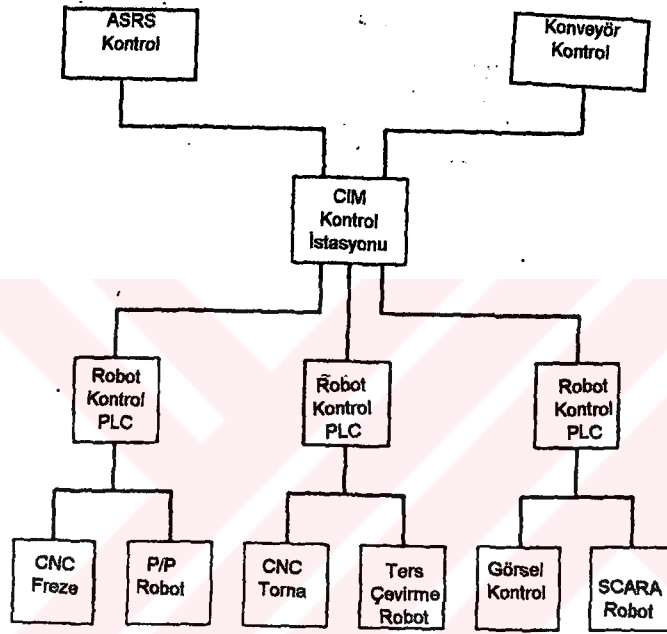 ASRS
Kontrol
Konveyör
Kontrol
CIM
Kontrol
İstasyonu
Robot
Kontrol
PLC
Robot
Kontrol
PLC
Robot
Kontrol
PLC
CNC
Freze
P/P
Robot
CNC
Torna
Ters
Çevirme
Robot
Görsel
Kontrol
SCARA
Robot